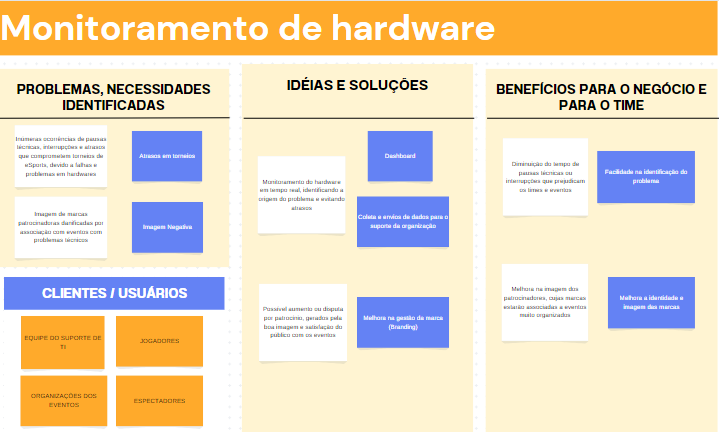 Monitoramento de hardware
PROBLEMAS, NECESSIDADES
IDENTIFICADAS
Inúmeras ocorrências de pausas
técnicas, interrupções e atrasos
que comprometem torneios de
eSports, devido a falhas e
problemas em hardwares
Atrasos em torneios
Imagem de marcas
patrocinadoras danificadas por
associação com eventos com
problemas técnicos
Imagem Negativa
CLIENTES / USUÁRIOS
EQUIPE DO SUPORTE DE
TI
JOGADORES
ORGANIZAÇÕES DOS
EVENTOS
ESPECTADORES
IDÉIAS E SOLUÇÕES
Monitoramento do hardware
em tempo real, identificando a
origem do problema e evitando
atrasos
Dashboard
Coleta e envios de dados para o
suporte da organização
Possível aumento ou disputa
por patrocínio, gerados pela
boa imagem e satisfação do
público com os eventos
Melhora na gestão da marca
(Branding)
BENEFÍCIOS PARA O NEGÓCIO E
PARA O TIME
Diminuição do tempo de
pausas técnicas ou
interrupções que prejudicam
os times e eventos
Facilidade na identificação do
problema
Melhora na imagem dos
patrocinadores, cujas marcas
estarão associadas a eventos
muito organizados
Melhora a identidade e
imagem das marcas